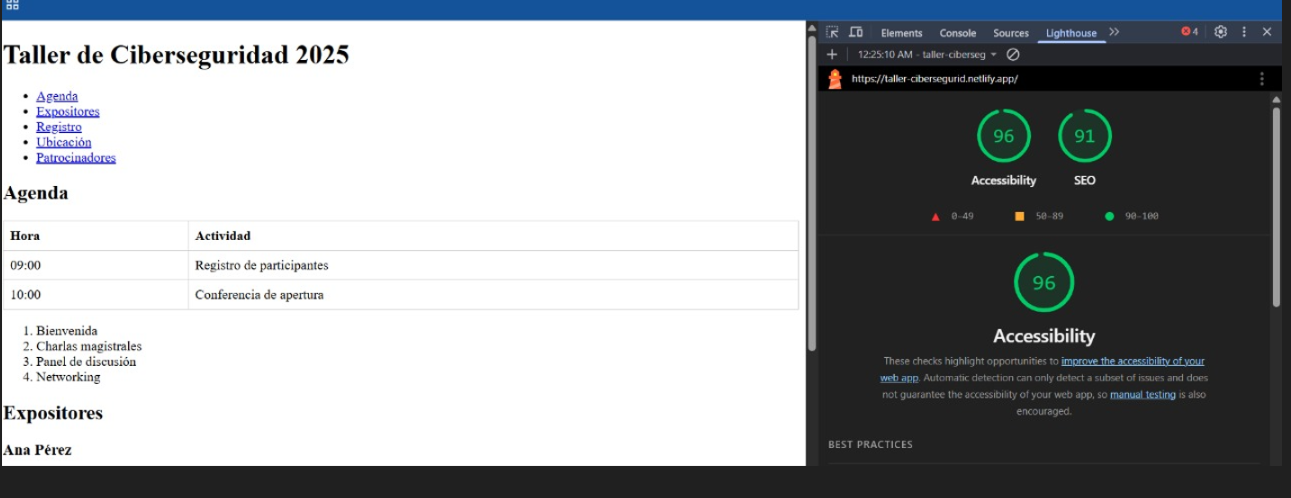 Taller de Ciberseguridad 2025
Agenda
Expositores
Registro
Ubicación
Patrocinadores
Agenda
Hora Actividad
09:00 Registro de participantes
10:00 Conferencia de apertura
1. Bienvenida
2. Charlas magistrales
3. Panel de discusión
4. Networking
Expositores
Ana Pérez
Elements Console Sources Lighthouse 4
12:25:10 AM - taller-ciberseg
https://taller-cibersegurid.netlify.app/
96 91
Accessibility SEO
0-49 50-89 90-100
96
Accessibility
These checks highlight opportunities to improve the accessibility of your
web app. Automatic detection can only detect a subset of issues and does
not guarantee the accessibility of your web app, so manual testing is also
encouraged.
BEST PRACTICES